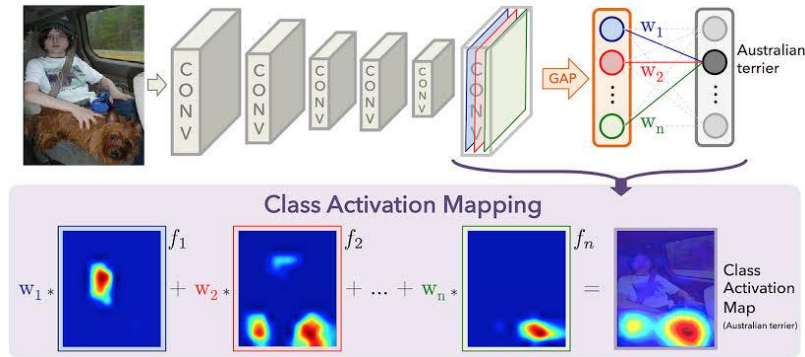 CONV
CONV
CONV
CONV
CONV
CONV
GAP
w₁
w₂
⋮
wₙ
⋮
Australian
terrier
Class Activation Mapping
w₁ * f₁ + w₂ * f₂ + ... + wₙ * fₙ =
Class
Activation
Map
(Australian terrier)